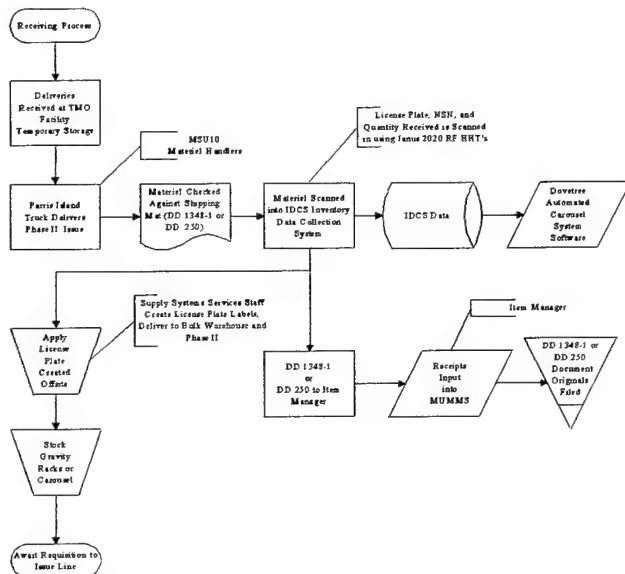 Receiving Process
Deliveries
Received at TMO
Facility
Temporary Storage
MSU10
Materiel Handlers
License Plate, NSN, and
Quantity Received is Scanned
in using Janus 2020 RF HHT's
Parris Island
Truck Delivers
Phase II Issue
Materiel Checked
Against Shipping
Mat (DD 1348-1 or
DD 250)
Materiel Scanned
into IDCS Inventory
Data Collection
System
IDCS Data
Dovetree
Automated
Carousel
System
Software
Supply Systems Services Staff
Create License Plate Labels,
Deliver to Bulk Warehouse and
Phase II
Item Manager
Apply
License
Plate
Created
Offsite
DD 1348-1
or
DD 250 to Item
Manager
Receipts
Input
into
MUMMS
DD 1348-1 or
DD 250
Document
Originals
Filed
Stock
Gravity
Racks or
Carousel
Await Requisition to
Issue Line